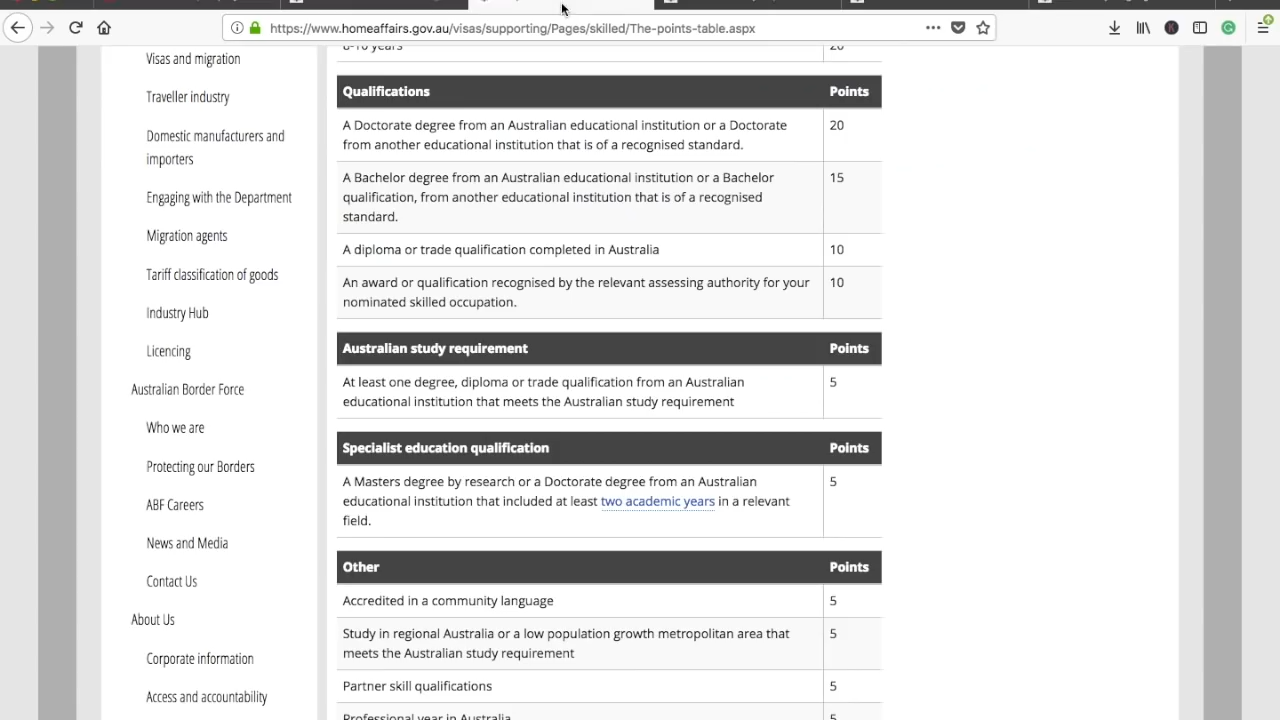 https://www.homeaffairs.gov.au/visas/supporting/Pages/skilled/The-points-table.aspx
Visas and migration
Traveller industry
Domestic manufacturers and
importers
Engaging with the Department
Migration agents
Tariff classification of goods
Industry Hub
Licencing
Australian Border Force
Who we are
Protecting our Borders
ABF Careers
News and Media
Contact Us
About Us
Corporate information
Access and accountability
8-10 years 20
Qualifications Points
A Doctorate degree from an Australian educational institution or a Doctorate 20
from another educational institution that is of a recognised standard.
A Bachelor degree from an Australian educational institution or a Bachelor 15
qualification, from another educational institution that is of a recognised
standard.
A diploma or trade qualification completed in Australia 10
An award or qualification recognised by the relevant assessing authority for your 10
nominated skilled occupation.
Australian study requirement Points
At least one degree, diploma or trade qualification from an Australian 5
educational institution that meets the Australian study requirement
Specialist education qualification Points
A Masters degree by research or a Doctorate degree from an Australian 5
educational institution that included at least two academic years in a relevant
field.
Other Points
Accredited in a community language 5
Study in regional Australia or a low population growth metropolitan area that 5
meets the Australian study requirement
Partner skill qualifications 5
Professional year in Australia 5